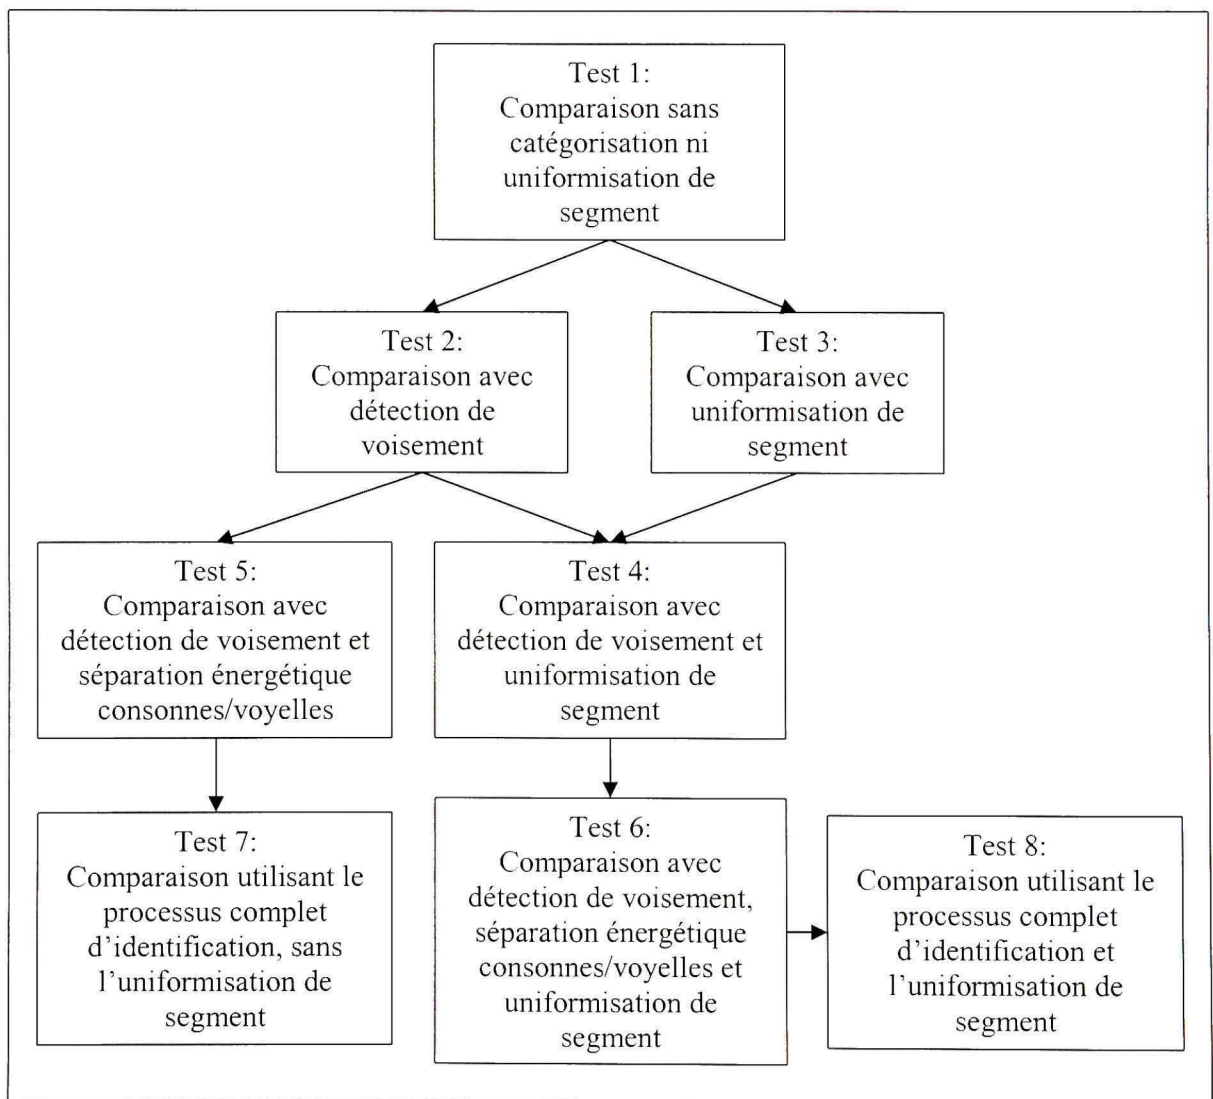 Test 1:
Comparaison sans
catégorisation ni
uniformisation de
segment
Test 2:
Comparaison avec
détection de
voisement
Test 3:
Comparaison avec
uniformisation de
segment
Test 5:
Comparaison avec
détection de voisement et
séparation énergétique
consonnes/voyelles
Test 4:
Comparaison avec
détection de voisement et
uniformisation de
segment
Test 7:
Comparaison utilisant le
processus complet
d'identification, sans
l'uniformisation de
segment
Test 6:
Comparaison avec
détection de voisement,
séparation énergétique
consonnes/voyelles et
uniformisation de
segment
Test 8:
Comparaison utilisant le
processus complet
d'identification et
l'uniformisation de
segment